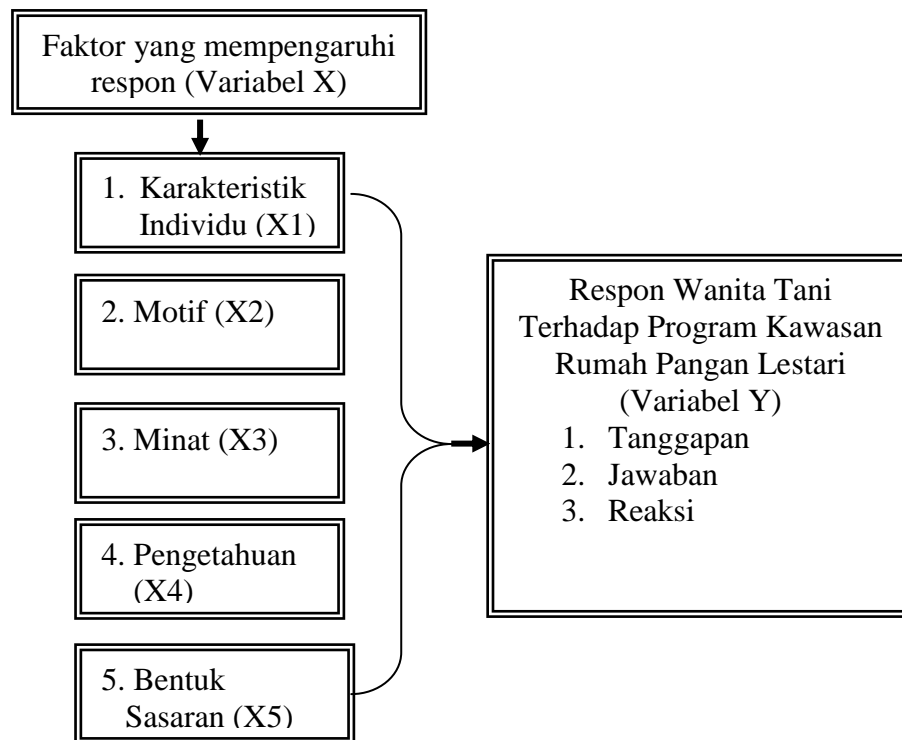 Faktor yang mempengaruhi
respon (Variabel X)
1. Karakteristik
Individu (X1)
2. Motif (X2)
3. Minat (X3)
4. Pengetahuan
(X4)
5. Bentuk
Sasaran (X5)
Respon Wanita Tani
Terhadap Program Kawasan
Rumah Pangan Lestari
(Variabel Y)
1. Tanggapan
2. Jawaban
3. Reaksi